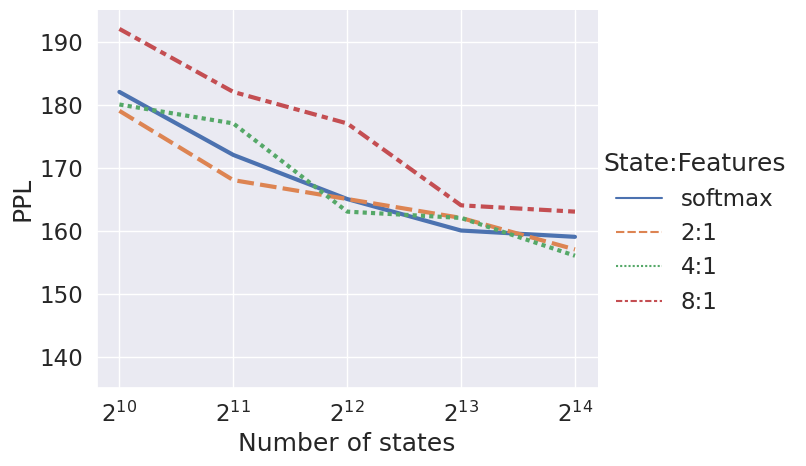 190
180
170
160
150
140
PPL
2^10 2^11 2^12 2^13 2^14
Number of states
State:Features
softmax
2:1
4:1
8:1